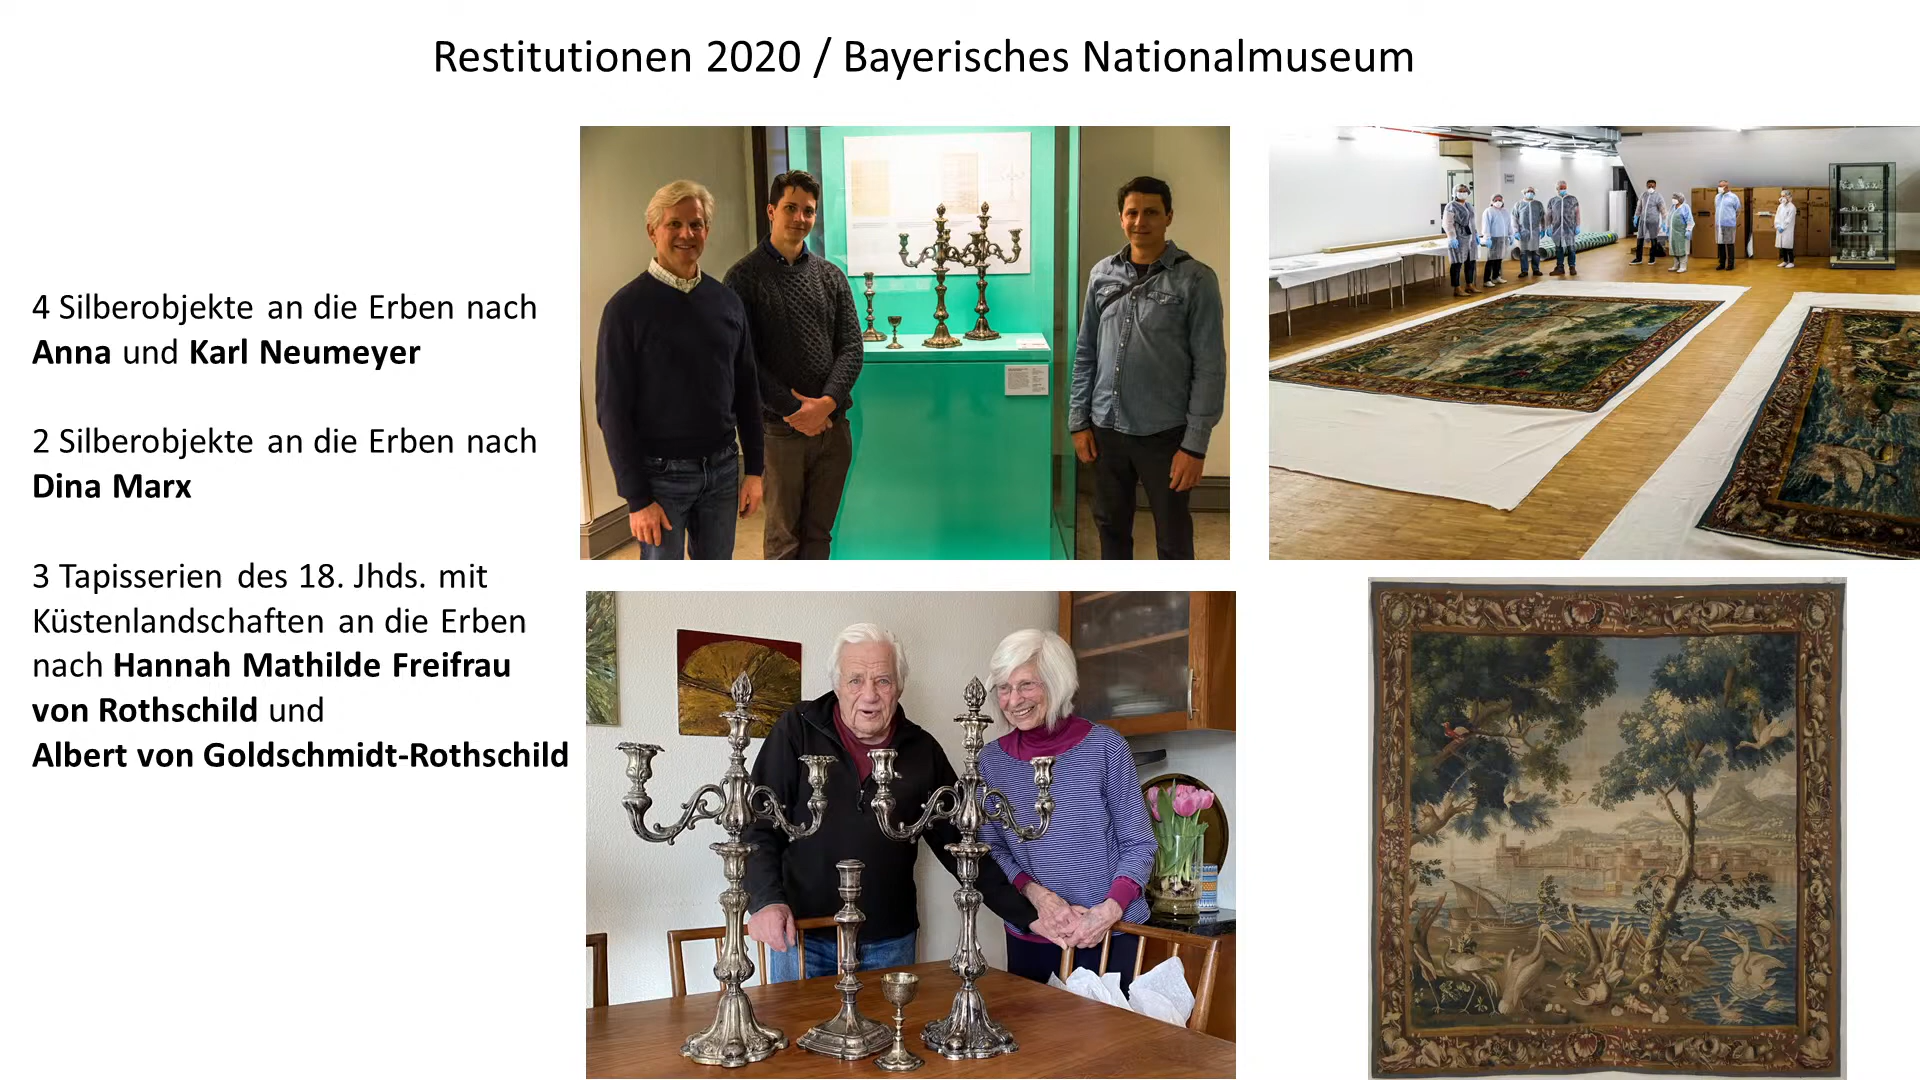 Restitutionen 2020 / Bayerisches Nationalmuseum
4 Silberobjekte an die Erben nach
Anna und Karl Neumeyer
2 Silberobjekte an die Erben nach
Dina Marx
3 Tapisserien des 18. Jhds. mit
Küstenlandschaften an die Erben
nach Hannah Mathilde Freifrau
von Rothschild und
Albert von Goldschmidt-Rothschild